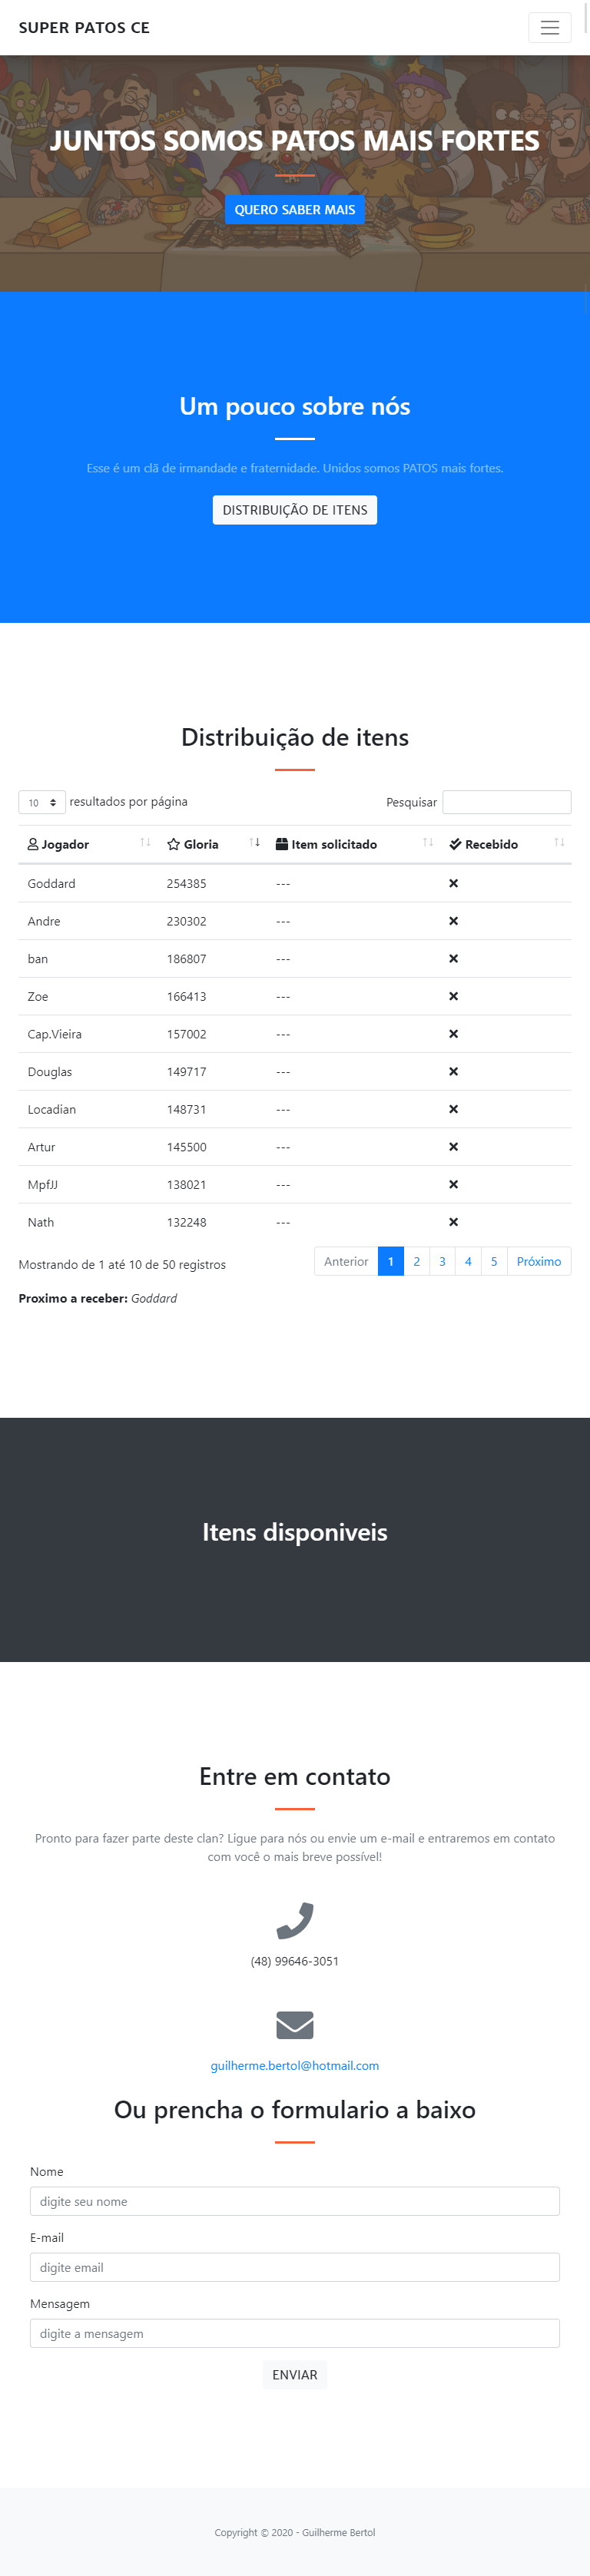 SUPER PATOS CE
JUNTOS SOMOS PATOS MAIS FORTES
QUERO SABER MAIS
Um pouco sobre nós
Esse é um clã de irmandade e fraternidade. Unidos somos PATOS mais fortes.
DISTRIBUIÇÃO DE ITENS
Distribuição de itens
10 resultados por página Pesquisar
Jogador Gloria Item solicitado Recebido
Goddard 254385 ---
Andre 230302 ---
ban 186807 ---
Zoe 166413 ---
Cap.Vieira 157002 ---
Douglas 149717 ---
Locadian 148731 ---
Artur 145500 ---
MpfJJ 138021 ---
Nath 132248 ---
Mostrando de 1 até 10 de 50 registros Anterior 1 2 3 4 5 Próximo
Proximo a receber: Goddard
Itens disponiveis
Entre em contato
Pronto para fazer parte deste clan? Ligue para nós ou envie um e-mail e entraremos em contato
com você o mais breve possível!
(48) 99646-3051
guilherme.bertol@hotmail.com
Ou prencha o formulario a baixo
Nome
digite seu nome
E-mail
digite email
Mensagem
digite a mensagem
ENVIAR
Copyright © 2020 - Guilherme Bertol